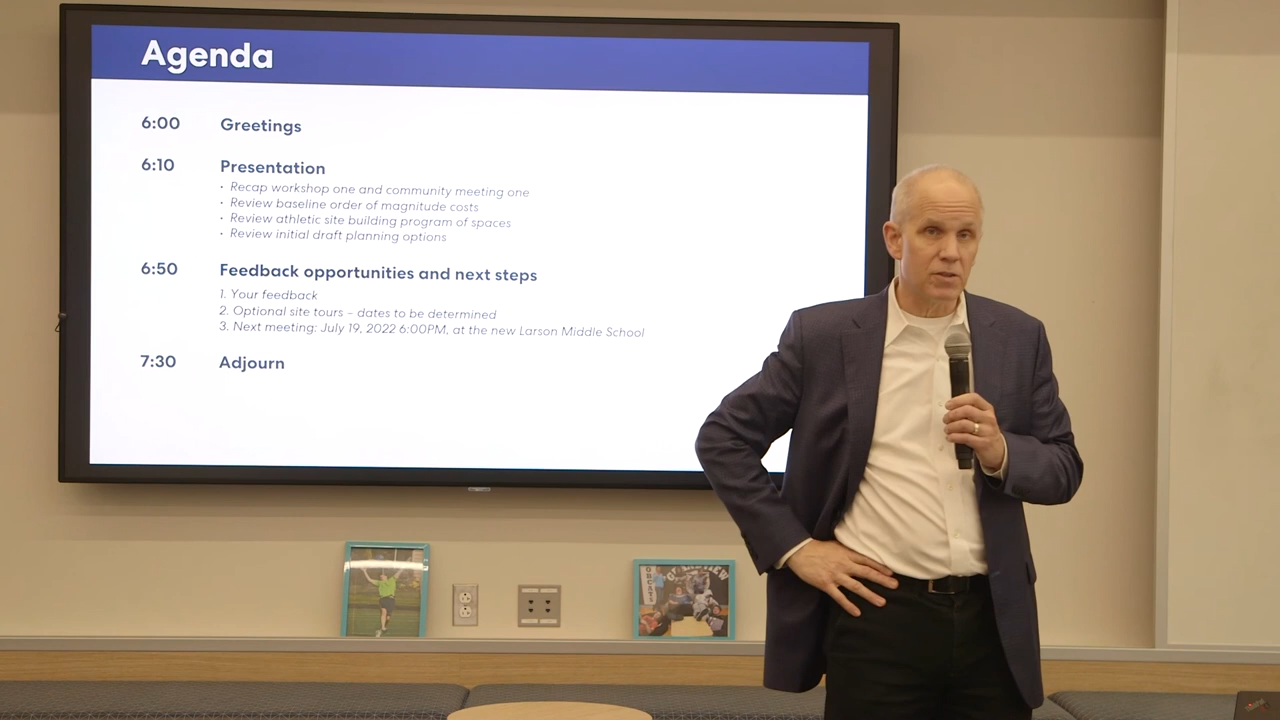 Agenda
6:00 Greetings
6:10 Presentation
• Recap workshop one and community meeting one
• Review baseline order of magnitude costs
• Review athletic site building program of spaces
• Review initial draft planning options
6:50 Feedback opportunities and next steps
1. Your feedback
2. Optional site tours – dates to be determined
3. Next meeting: July 19, 2022 6:00PM, at the new Larson Middle School
7:30 Adjourn